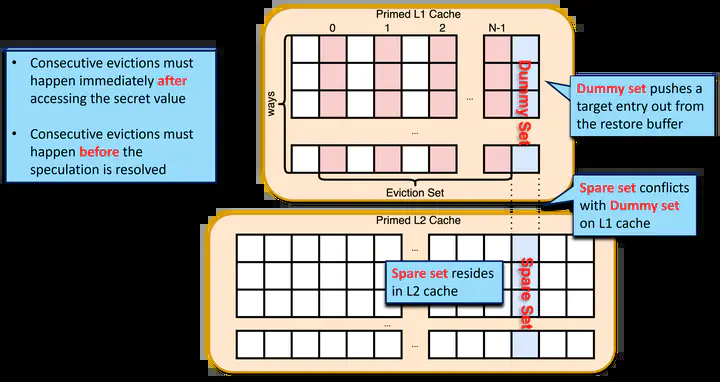 Primed L1 Cache
0 1 2 N-1
• Consecutive evictions must
happen immediately after
accessing the secret value
• Consecutive evictions must
happen before the
speculation is resolved
ways
...
...
Dummy Set
Eviction Set
Dummy set pushes a
target entry out from
the restore buffer
Spare set conflicts
with Dummy set
on L1 cache
Primed L2 Cache
...
Spare set resides
in L2 cache
Spare Set
...
...